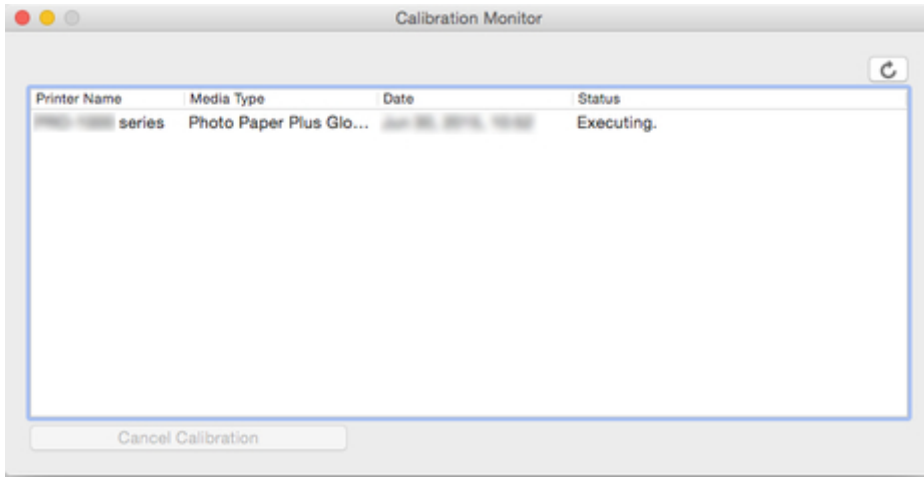 Calibration Monitor
Printer Name Media Type Date Status
series Photo Paper Plus Glo... Executing.
Cancel Calibration